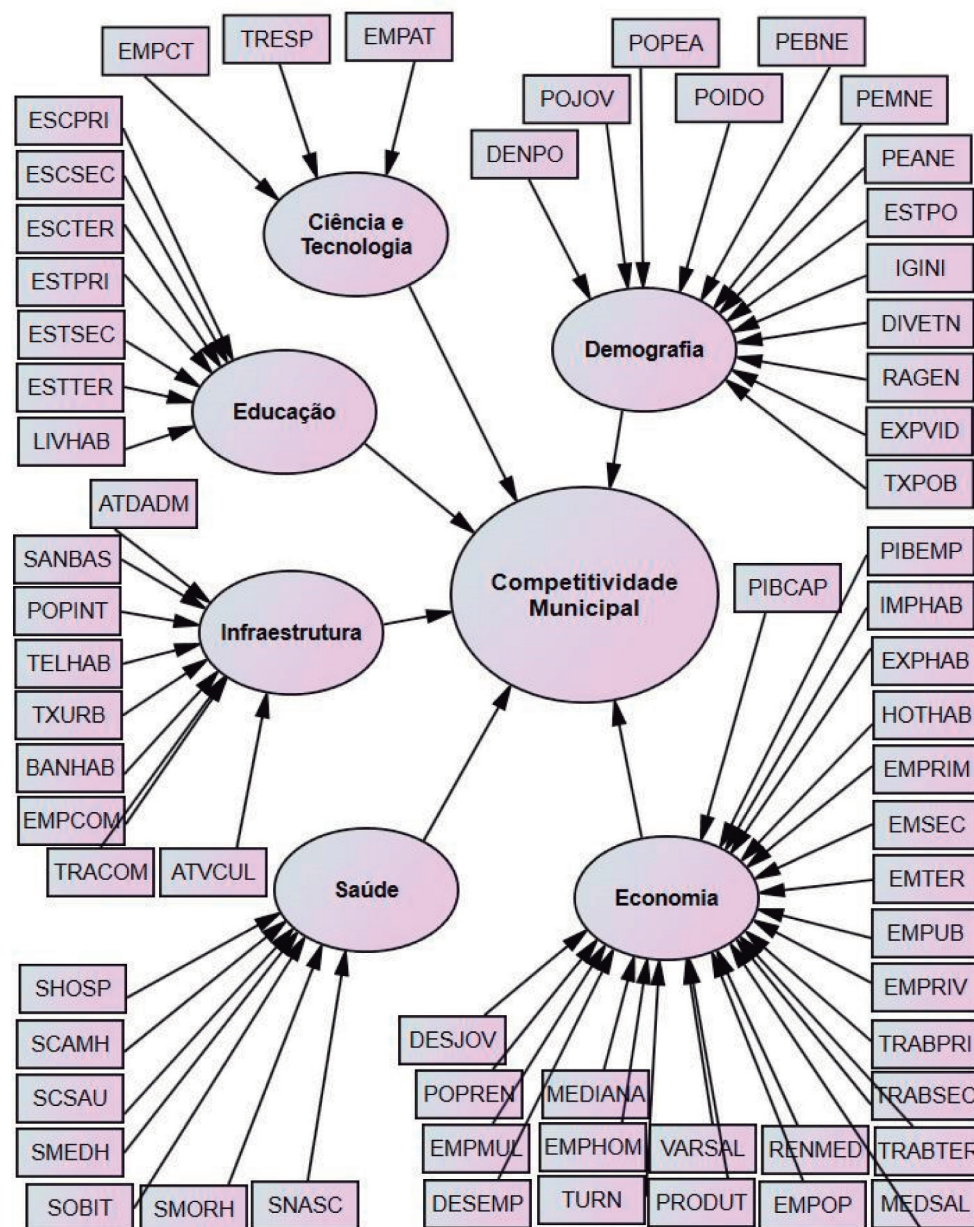 EMPCT
TRESP
EMPAT
POPEA
PEBNE
POJOV
POIDO
PEMNE
DENPO
PEANE
ESCPRI
ESCSEC
ESCTER
ESTPRI
ESTSEC
ESTTER
LIVHAB
Ciência e
Tecnologia
ESTPO
IGINI
DIVETN
RAGEN
EXPVID
TXPOB
Demografia
Educação
ATDADM
SANBAS
POPINT
TELHAB
TXURB
BANHAB
EMPCOM
TRACOM
ATVCUL
Infraestrutura
Competitividade
Municipal
PIBCAP
PIBEMP
IMPHAB
EXPHAB
HOTHAB
EMPRIM
EMSEC
EMTER
EMPUB
EMPRIV
TRABPRI
TRABSEC
TRABTER
MEDSAL
Saúde
Economia
SHOSP
SCAMH
SCSAU
SMEDH
SOBIT
SMORH
SNASC
DESJOV
POPREN
MEDIANA
EMPMUL
EMPHOM
VARSAL
RENMED
DESEMP
TURN
PRODUT
EMPOP